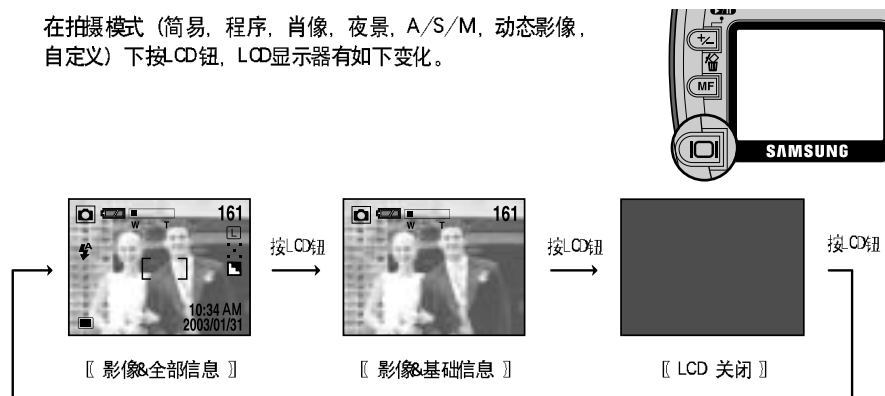 在拍摄模式（简易, 程序, 肖像, 夜景, A/S/M, 动态影像,
自定义）下按LCD钮, LCD显示器有如下变化。
+/-
MF
SAMSUNG
161
W T
L
10:34 AM
2003/01/31
按LCD钮
161
W T
按LCD钮
按LCD钮
〖 影像&全部信息 〗
〖 影像&基础信息 〗
〖 LCD 关闭 〗